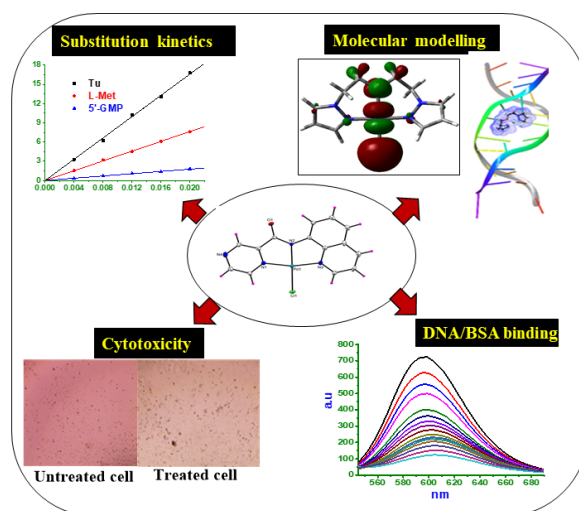 Substitution kinetics
Molecular modelling
18
15
12
9
6
3
0
Tu
L-Met
5'-GMP
0.000 0.004 0.008 0.012 0.016 0.020
Cytotoxicity
Untreated cell Treated cell
DNA/BSA binding
800
700
600
500
400
300
200
100
0
a.u
540 560 580 600 620 640 660 680
nm